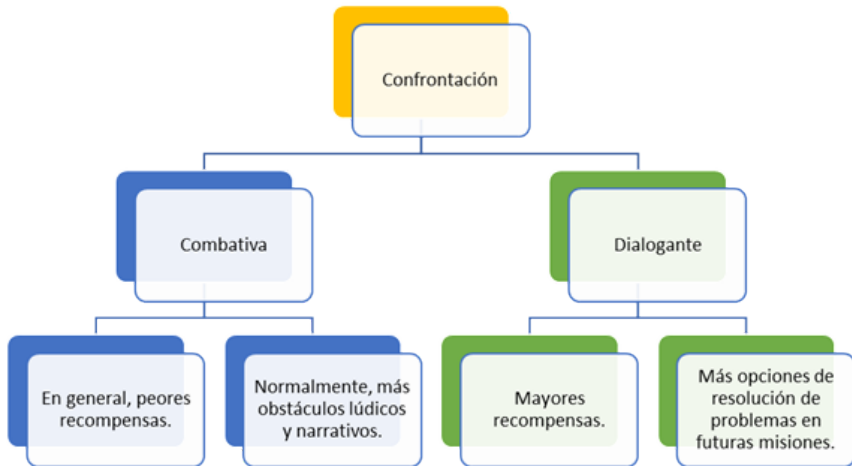 Confrontación
Combativa
Dialogante
En general, peores
recompensas.
Normalmente, más
obstáculos lúdicos
y narrativos.
Mayores
recompensas.
Más opciones de
resolución de
problemas en
futuras misiones.